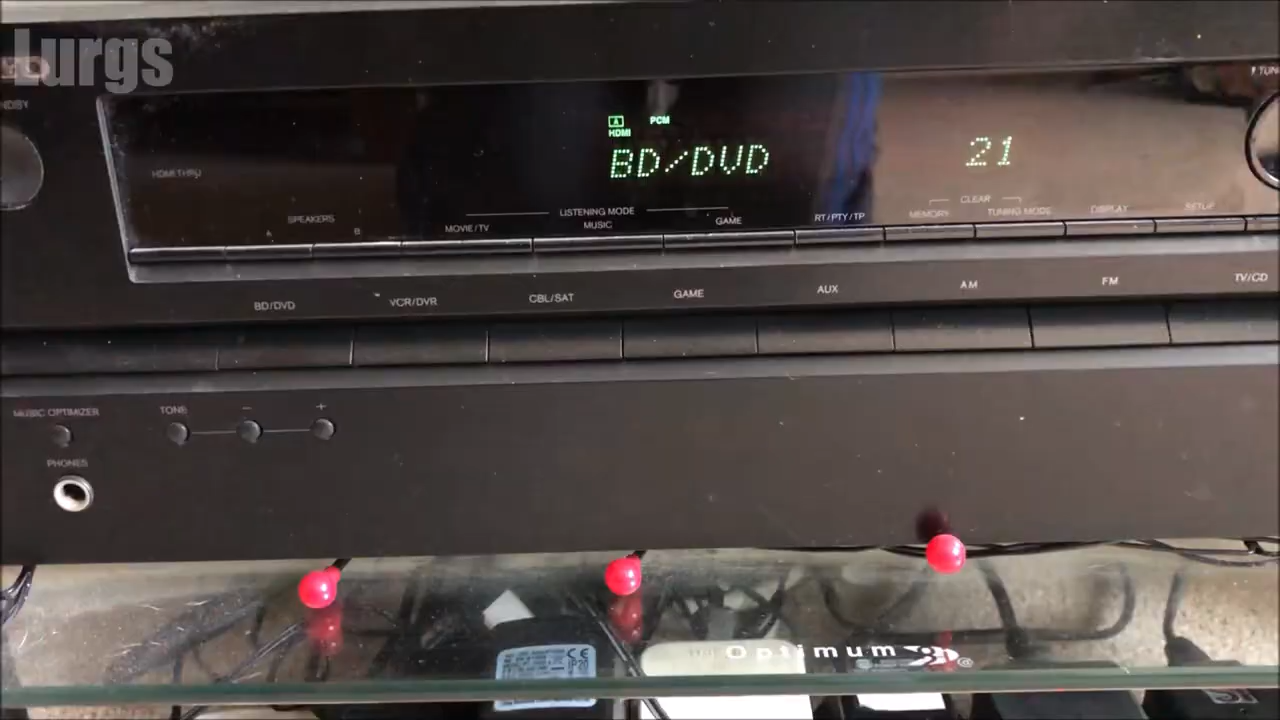 Lurgs
TUN
NDBY
A
PCM
HDMI
BD/DVD
21
HDMI THRU
CLEAR
SPEAKERS
LISTENING MODE
MEMORY
TUNING MODE
DISPLAY
SETUP
A
B
MOVIE/TV
MUSIC
GAME
RT/PTY/TP
BD/DVD
VCR/DVR
CBL/SAT
GAME
AUX
AM
FM
TV/CD
MUSIC OPTIMIZER
TONE
−
+
PHONES
Optimum
CE
IP20